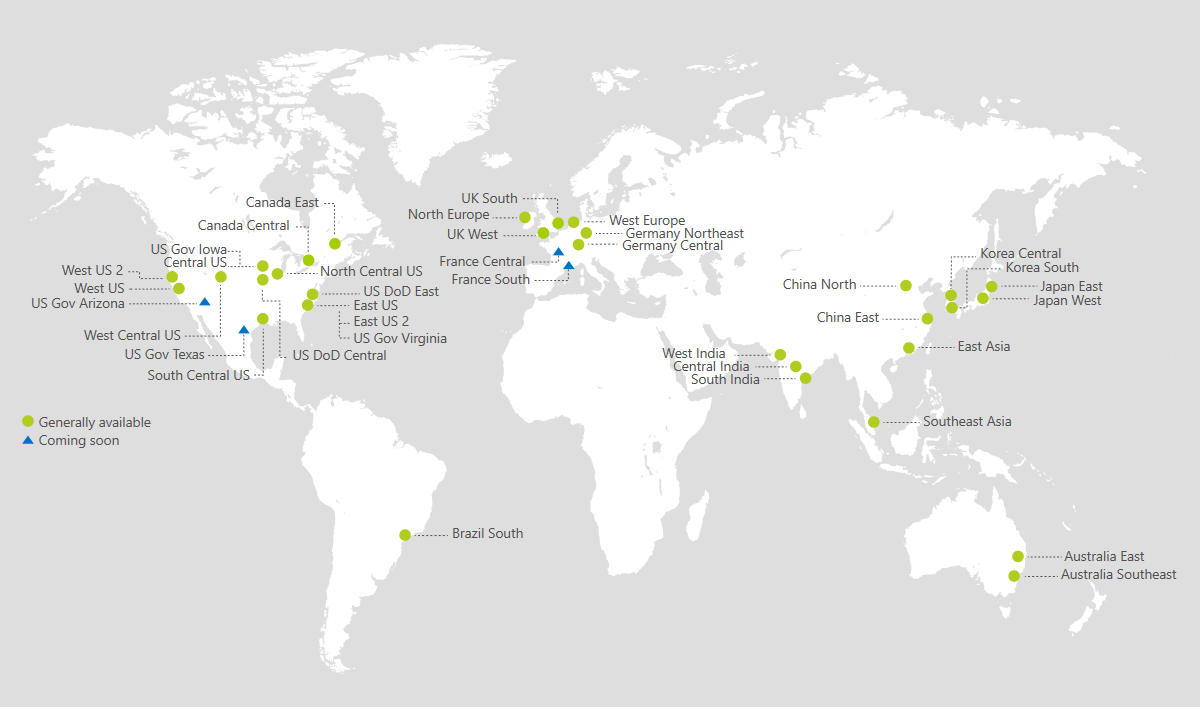 UK South
Canada East
North Europe
West Europe
Canada Central
UK West
Germany Northeast
Germany Central
US Gov Iowa
Central US
France Central
France South
Korea Central
Korea South
West US 2
North Central US
West US
US DoD East
US Gov Arizona
East US
East US 2
US Gov Virginia
West Central US
US Gov Texas
US DoD Central
South Central US
China North
Japan East
Japan West
China East
East Asia
West India
Central India
South India
Generally available
Coming soon
Southeast Asia
Brazil South
Australia East
Australia Southeast